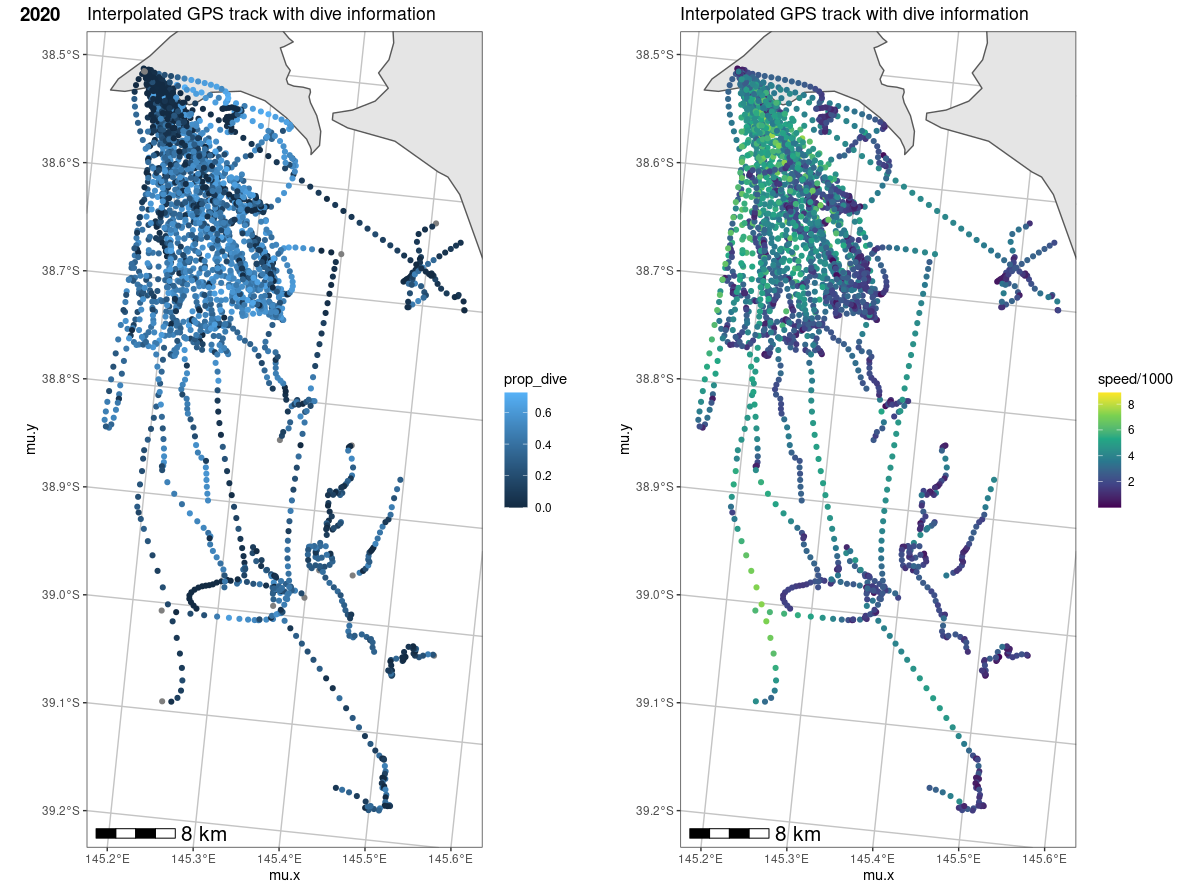 2020
Interpolated GPS track with dive information
38.5°S
38.6°S
38.7°S
38.8°S
38.9°S
39.0°S
39.1°S
39.2°S
mu.y
8 km
145.2°E 145.3°E 145.4°E 145.5°E 145.6°E
mu.x
prop_dive
0.6
0.4
0.2
0.0
Interpolated GPS track with dive information
38.5°S
38.6°S
38.7°S
38.8°S
38.9°S
39.0°S
39.1°S
39.2°S
mu.y
8 km
145.2°E 145.3°E 145.4°E 145.5°E 145.6°E
mu.x
speed/1000
8
6
4
2